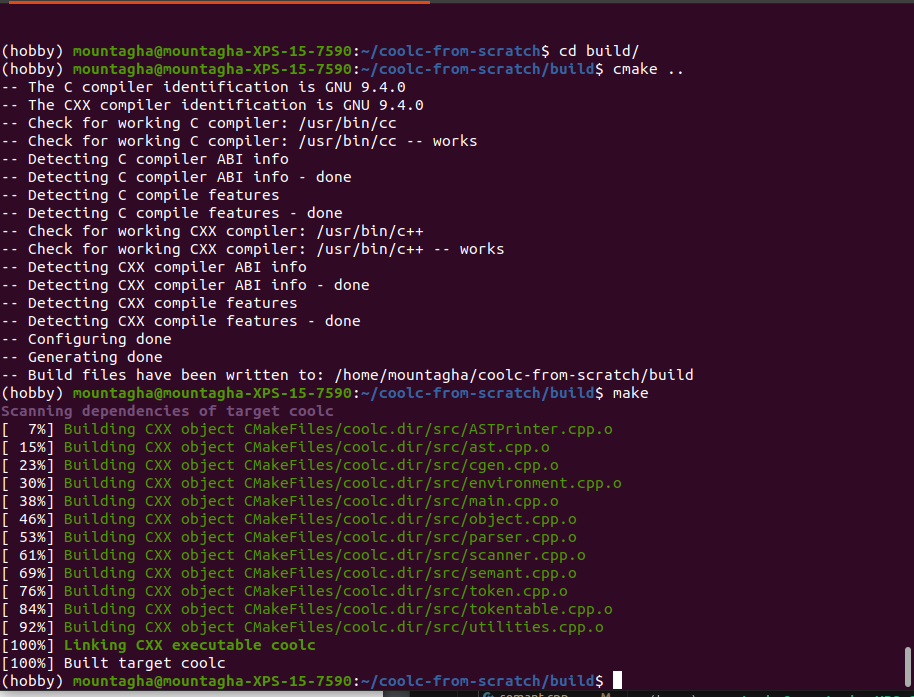 (hobby) mountagha@mountagha-XPS-15-7590:~/coolc-from-scratch$ cd build/
(hobby) mountagha@mountagha-XPS-15-7590:~/coolc-from-scratch/build$ cmake ..
-- The C compiler identification is GNU 9.4.0
-- The CXX compiler identification is GNU 9.4.0
-- Check for working C compiler: /usr/bin/cc
-- Check for working C compiler: /usr/bin/cc -- works
-- Detecting C compiler ABI info
-- Detecting C compiler ABI info - done
-- Detecting C compile features
-- Detecting C compile features - done
-- Check for working CXX compiler: /usr/bin/c++
-- Check for working CXX compiler: /usr/bin/c++ -- works
-- Detecting CXX compiler ABI info
-- Detecting CXX compiler ABI info - done
-- Detecting CXX compile features
-- Detecting CXX compile features - done
-- Configuring done
-- Generating done
-- Build files have been written to: /home/mountagha/coolc-from-scratch/build
(hobby) mountagha@mountagha-XPS-15-7590:~/coolc-from-scratch/build$ make
Scanning dependencies of target coolc
[  7%] Building CXX object CMakeFiles/coolc.dir/src/ASTPrinter.cpp.o
[ 15%] Building CXX object CMakeFiles/coolc.dir/src/ast.cpp.o
[ 23%] Building CXX object CMakeFiles/coolc.dir/src/cgen.cpp.o
[ 30%] Building CXX object CMakeFiles/coolc.dir/src/environment.cpp.o
[ 38%] Building CXX object CMakeFiles/coolc.dir/src/main.cpp.o
[ 46%] Building CXX object CMakeFiles/coolc.dir/src/object.cpp.o
[ 53%] Building CXX object CMakeFiles/coolc.dir/src/parser.cpp.o
[ 61%] Building CXX object CMakeFiles/coolc.dir/src/scanner.cpp.o
[ 69%] Building CXX object CMakeFiles/coolc.dir/src/semant.cpp.o
[ 76%] Building CXX object CMakeFiles/coolc.dir/src/token.cpp.o
[ 84%] Building CXX object CMakeFiles/coolc.dir/src/tokentable.cpp.o
[ 92%] Building CXX object CMakeFiles/coolc.dir/src/utilities.cpp.o
[100%] Linking CXX executable coolc
[100%] Built target coolc
(hobby) mountagha@mountagha-XPS-15-7590:~/coolc-from-scratch/build$